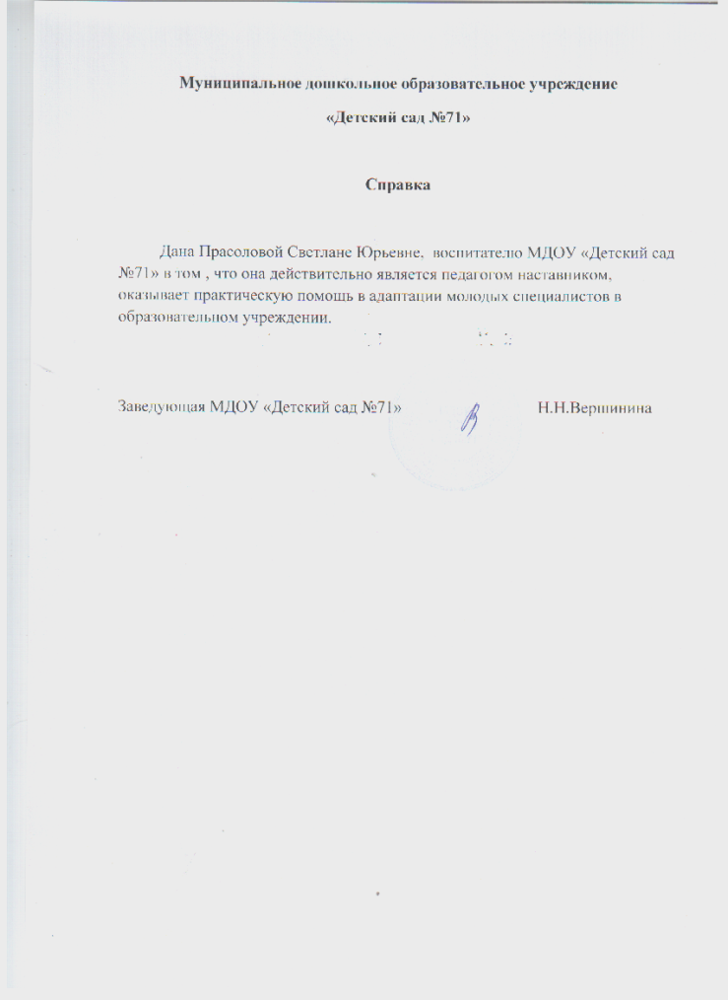 Муниципальное дошкольное образовательное учреждение
«Детский сад №71»
Справка
Дана Прасоловой Светлане Юрьевне, воспитателю МДОУ «Детский сад
№71» в том , что она действительно является педагогом наставником,
оказывает практическую помощь в адаптации молодых специалистов в
образовательном учреждении.
Заведующая МДОУ «Детский сад №71» Н.Н.Вершинина